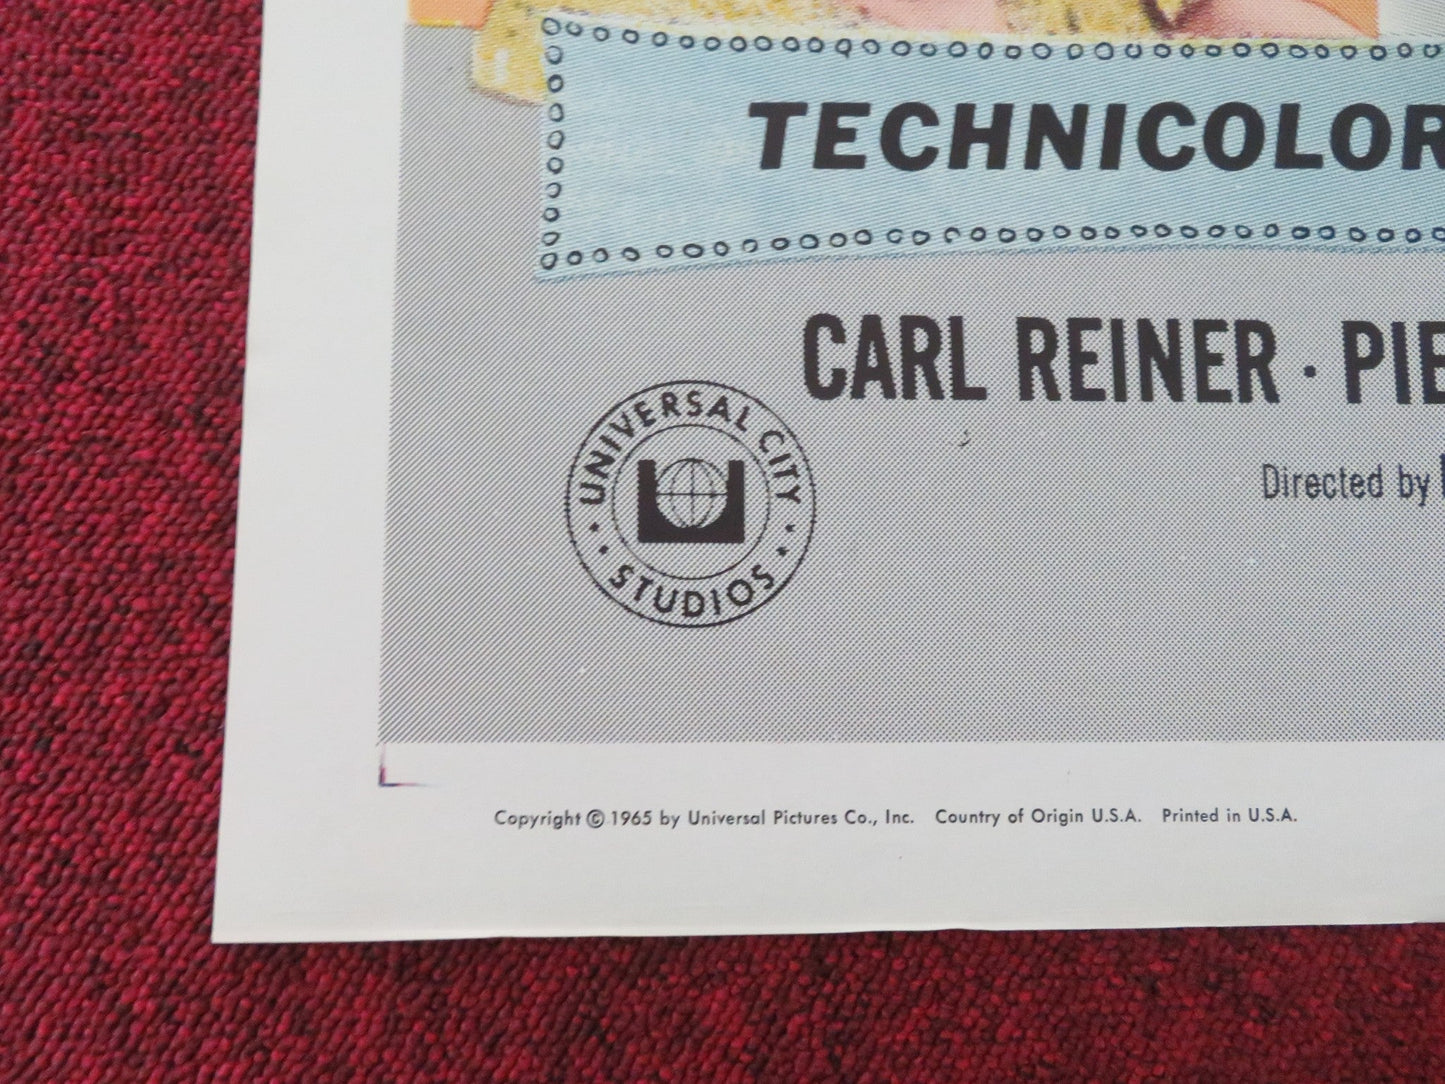 TECHNICOLOR
CARL REINER · PIE
Directed by
UNIVERSAL CITY
STUDIOS
Copyright © 1965 by Universal Pictures Co., Inc. Country of Origin U.S.A. Printed in U.S.A.